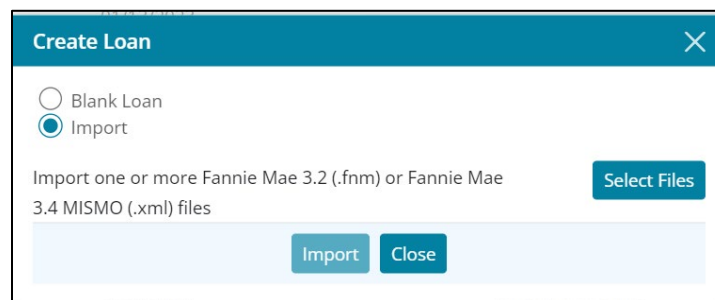 Create Loan
Blank Loan
Import
Import one or more Fannie Mae 3.2 (.fnm) or Fannie Mae
Select Files
3.4 MISMO (.xml) files
Import Close